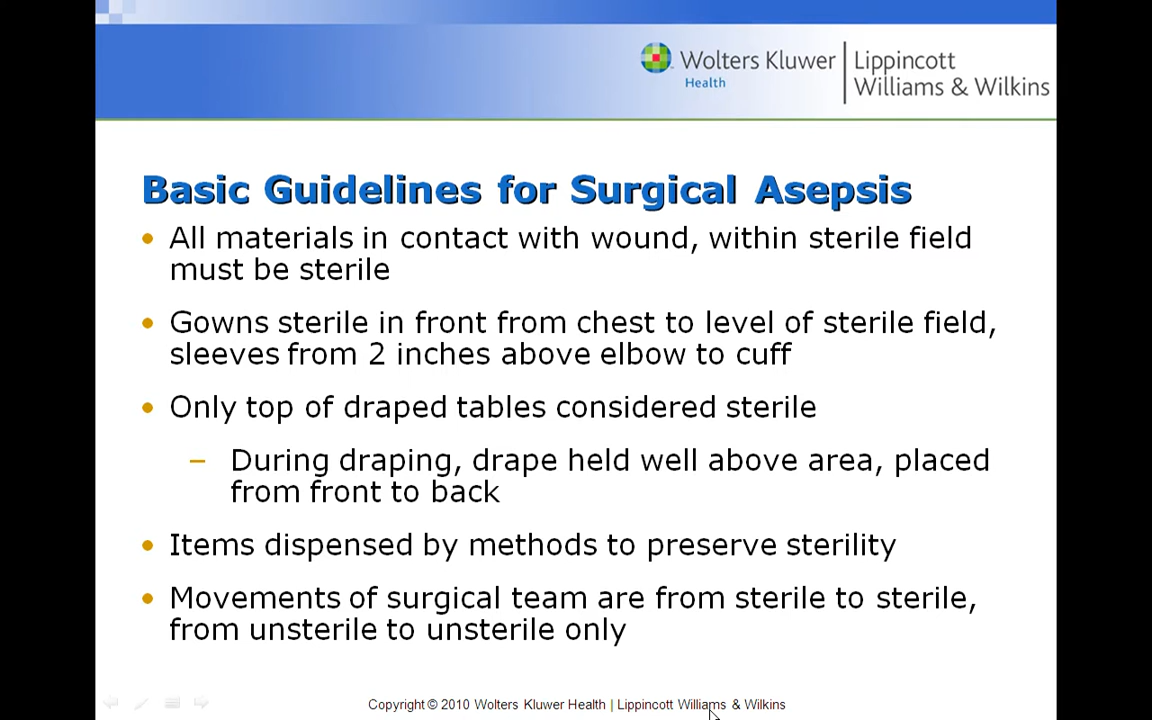 Wolters Kluwer
Health
Lippincott
Williams & Wilkins
Basic Guidelines for Surgical Asepsis
• All materials in contact with wound, within sterile field
must be sterile
• Gowns sterile in front from chest to level of sterile field,
sleeves from 2 inches above elbow to cuff
• Only top of draped tables considered sterile
– During draping, drape held well above area, placed
from front to back
• Items dispensed by methods to preserve sterility
• Movements of surgical team are from sterile to sterile,
from unsterile to unsterile only
Copyright © 2010 Wolters Kluwer Health | Lippincott Williams & Wilkins